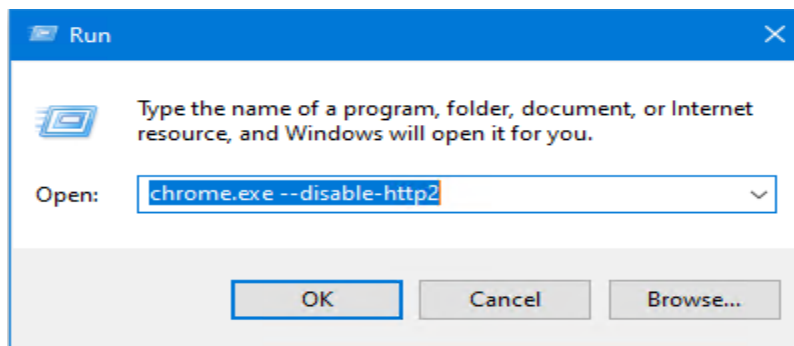 Run
Type the name of a program, folder, document, or Internet
resource, and Windows will open it for you.
Open: chrome.exe --disable-http2
OK Cancel Browse...